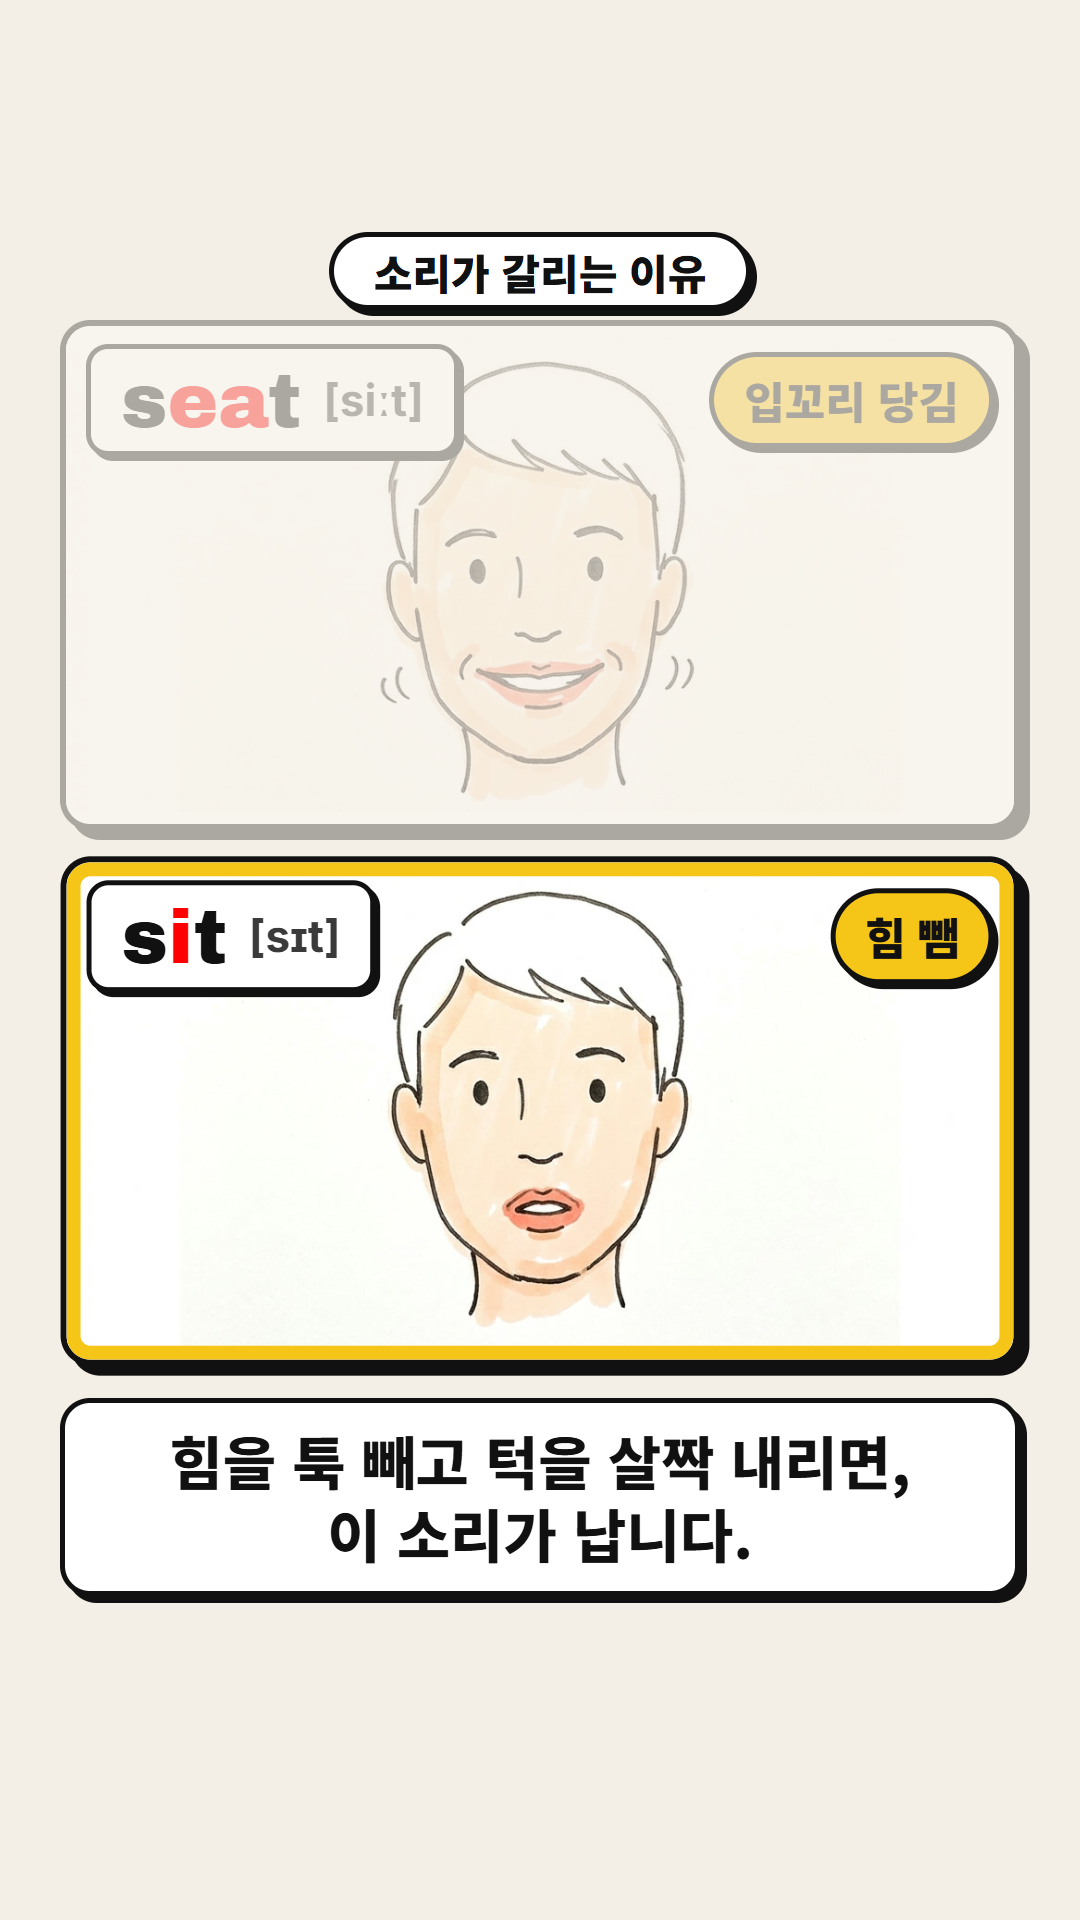 소리가 갈리는 이유
seat [siːt]
입꼬리 당김
sit [sɪt]
힘 뺌
힘을 툭 빼고 턱을 살짝 내리면,
이 소리가 납니다.